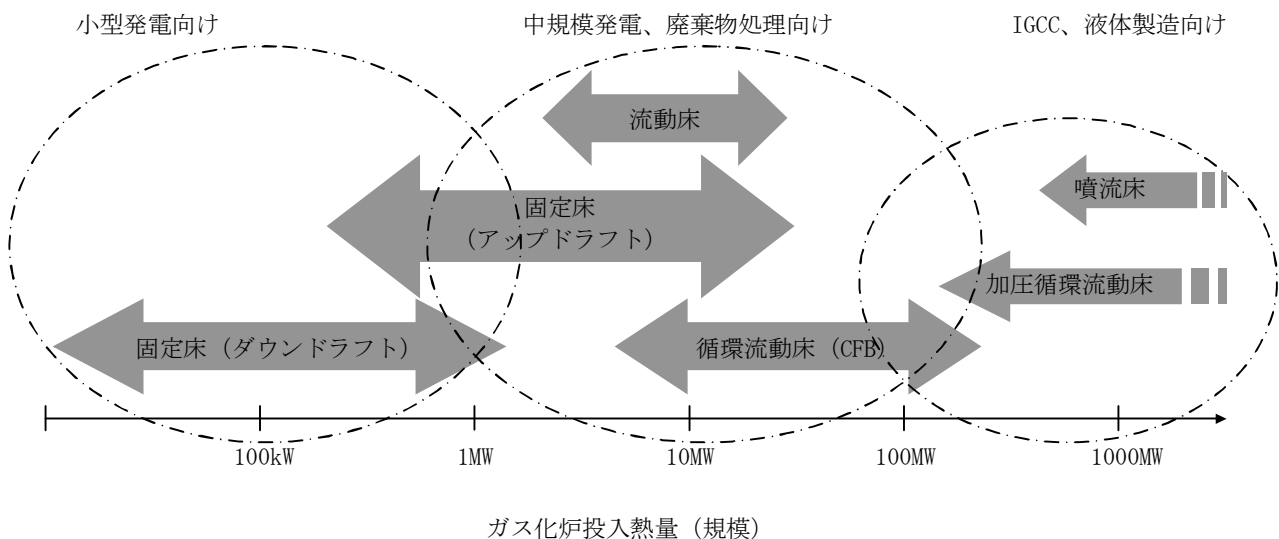 小型発電向け
中規模発電、廃棄物処理向け
IGCC、液体製造向け
流動床
噴流床
固定床
（アップドラフト）
加圧循環流動床
固定床（ダウンドラフト）
循環流動床（CFB）
100kW
1MW
10MW
100MW
1000MW
ガス化炉投入熱量（規模）